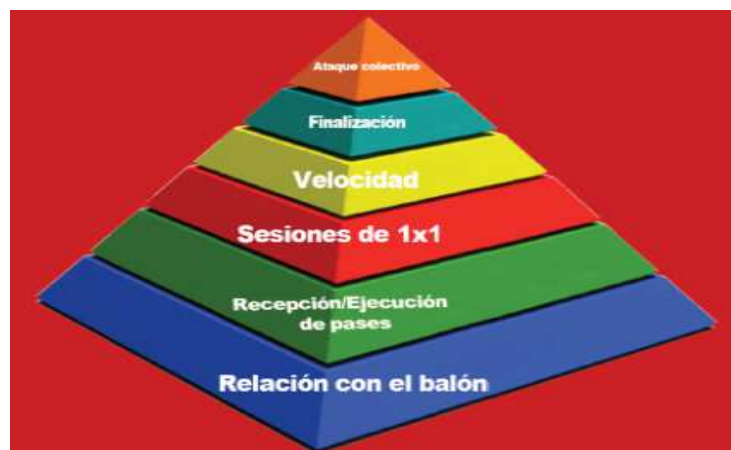 Ataque colectivo
Finalización
Velocidad
Sesiones de 1x1
Recepción/Ejecución
de pases
Relación con el balón